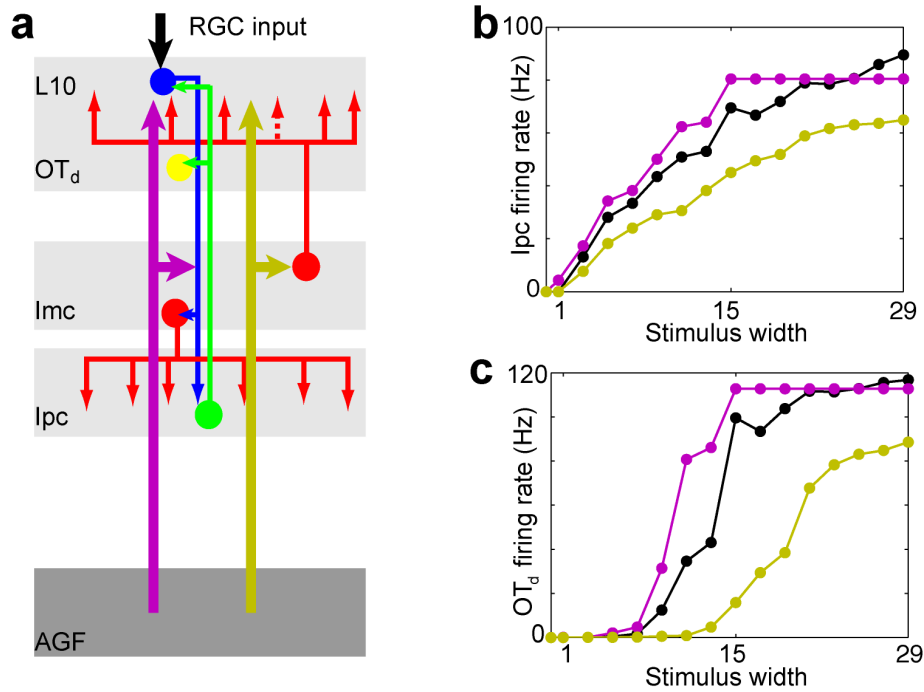 a
RGC input
L10
OTd
Imc
Ipc
AGF
b
100
Ipc firing rate (Hz)
0
1
15
29
Stimulus width
c
120
OTd firing rate (Hz)
0
1
15
29
Stimulus width